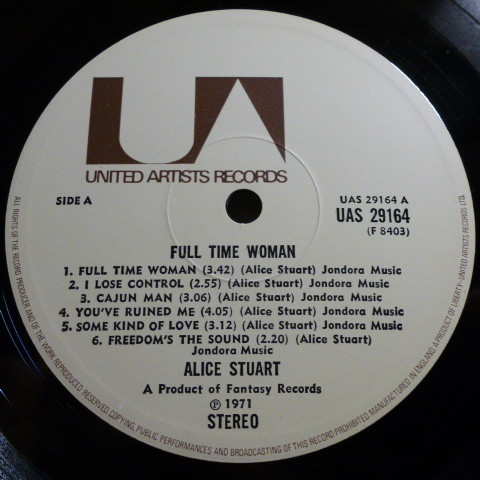 UA
UNITED ARTISTS RECORDS
SIDE A
UAS 29164 A
UAS 29164
(F 8403)
FULL TIME WOMAN
1. FULL TIME WOMAN (3.42) (Alice Stuart) Jondora Music
2. I LOSE CONTROL (2.55) (Alice Stuart) Jondora Music
3. CAJUN MAN (3.06) (Alice Stuart) Jondora Music
4. YOU'VE RUINED ME (4.05) (Alice Stuart) Jondora Music
5. SOME KIND OF LOVE (3.12) (Alice Stuart) Jondora Music
6. FREEDOM'S THE SOUND (2.20) (Alice Stuart)
Jondora Music
ALICE STUART
A Product of Fantasy Records
℗ 1971
STEREO
ALL RIGHTS OF THE RECORD PRODUCER AND OF THE OWNER OF THE WORK REPRODUCED RESERVED. COPYING, PUBLIC PERFORMANCES AND BROADCASTING OF THIS RECORD PROHIBITED MANUFACTURED IN ENGLAND. A PRODUCT OF LIBERTY-UNITED ARTISTS RECORDS LTD.